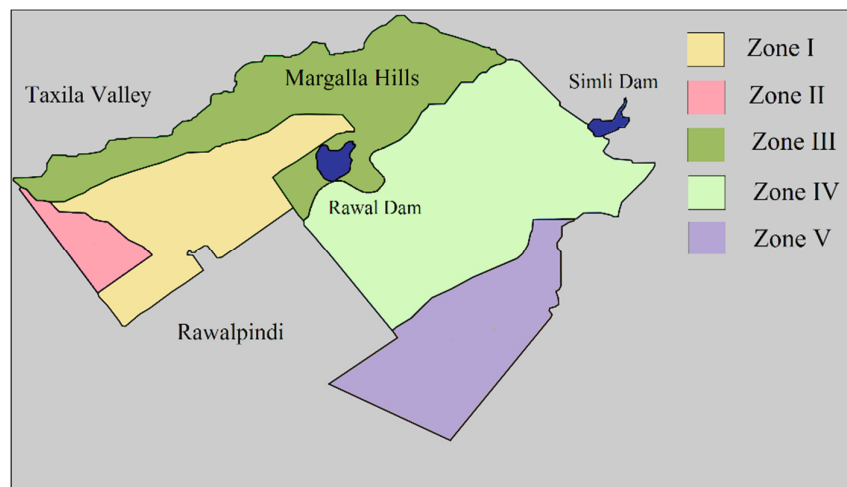 Taxila Valley
Margalla Hills
Simli Dam
Rawal Dam
Rawalpindi
Zone I
Zone II
Zone III
Zone IV
Zone V